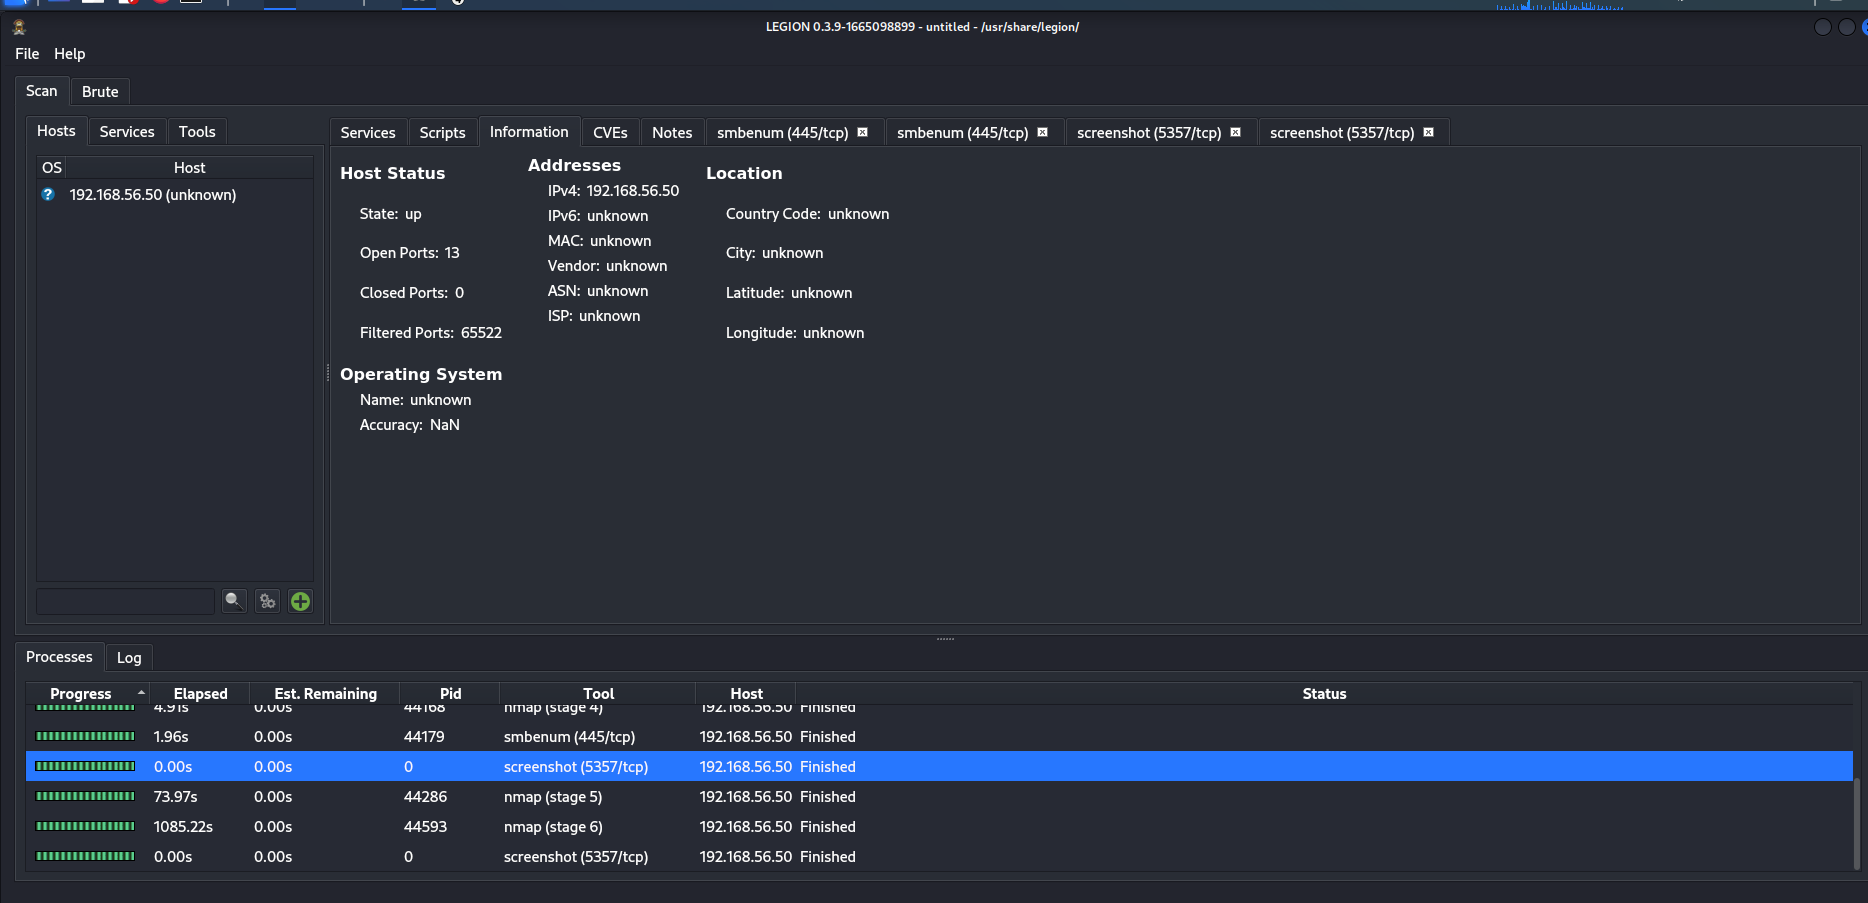 LEGION 0.3.9-1665098899 - untitled - /usr/share/legion/
File Help
Scan Brute
Hosts Services Tools
Services Scripts Information CVEs Notes smbenum (445/tcp) smbenum (445/tcp) screenshot (5357/tcp) screenshot (5357/tcp)
OS Host
192.168.56.50 (unknown)
Host Status
State: up
Open Ports: 13
Closed Ports: 0
Filtered Ports: 65522
Addresses
IPv4: 192.168.56.50
IPv6: unknown
MAC: unknown
Vendor: unknown
ASN: unknown
ISP: unknown
Location
Country Code: unknown
City: unknown
Latitude: unknown
Longitude: unknown
Operating System
Name: unknown
Accuracy: NaN
Processes Log
Progress Elapsed Est. Remaining Pid Tool Host Status
4.91s 0.00s 44168 nmap (stage 4) 192.168.56.50 Finished
1.96s 0.00s 44179 smbenum (445/tcp) 192.168.56.50 Finished
0.00s 0.00s 0 screenshot (5357/tcp) 192.168.56.50 Finished
73.97s 0.00s 44286 nmap (stage 5) 192.168.56.50 Finished
1085.22s 0.00s 44593 nmap (stage 6) 192.168.56.50 Finished
0.00s 0.00s 0 screenshot (5357/tcp) 192.168.56.50 Finished